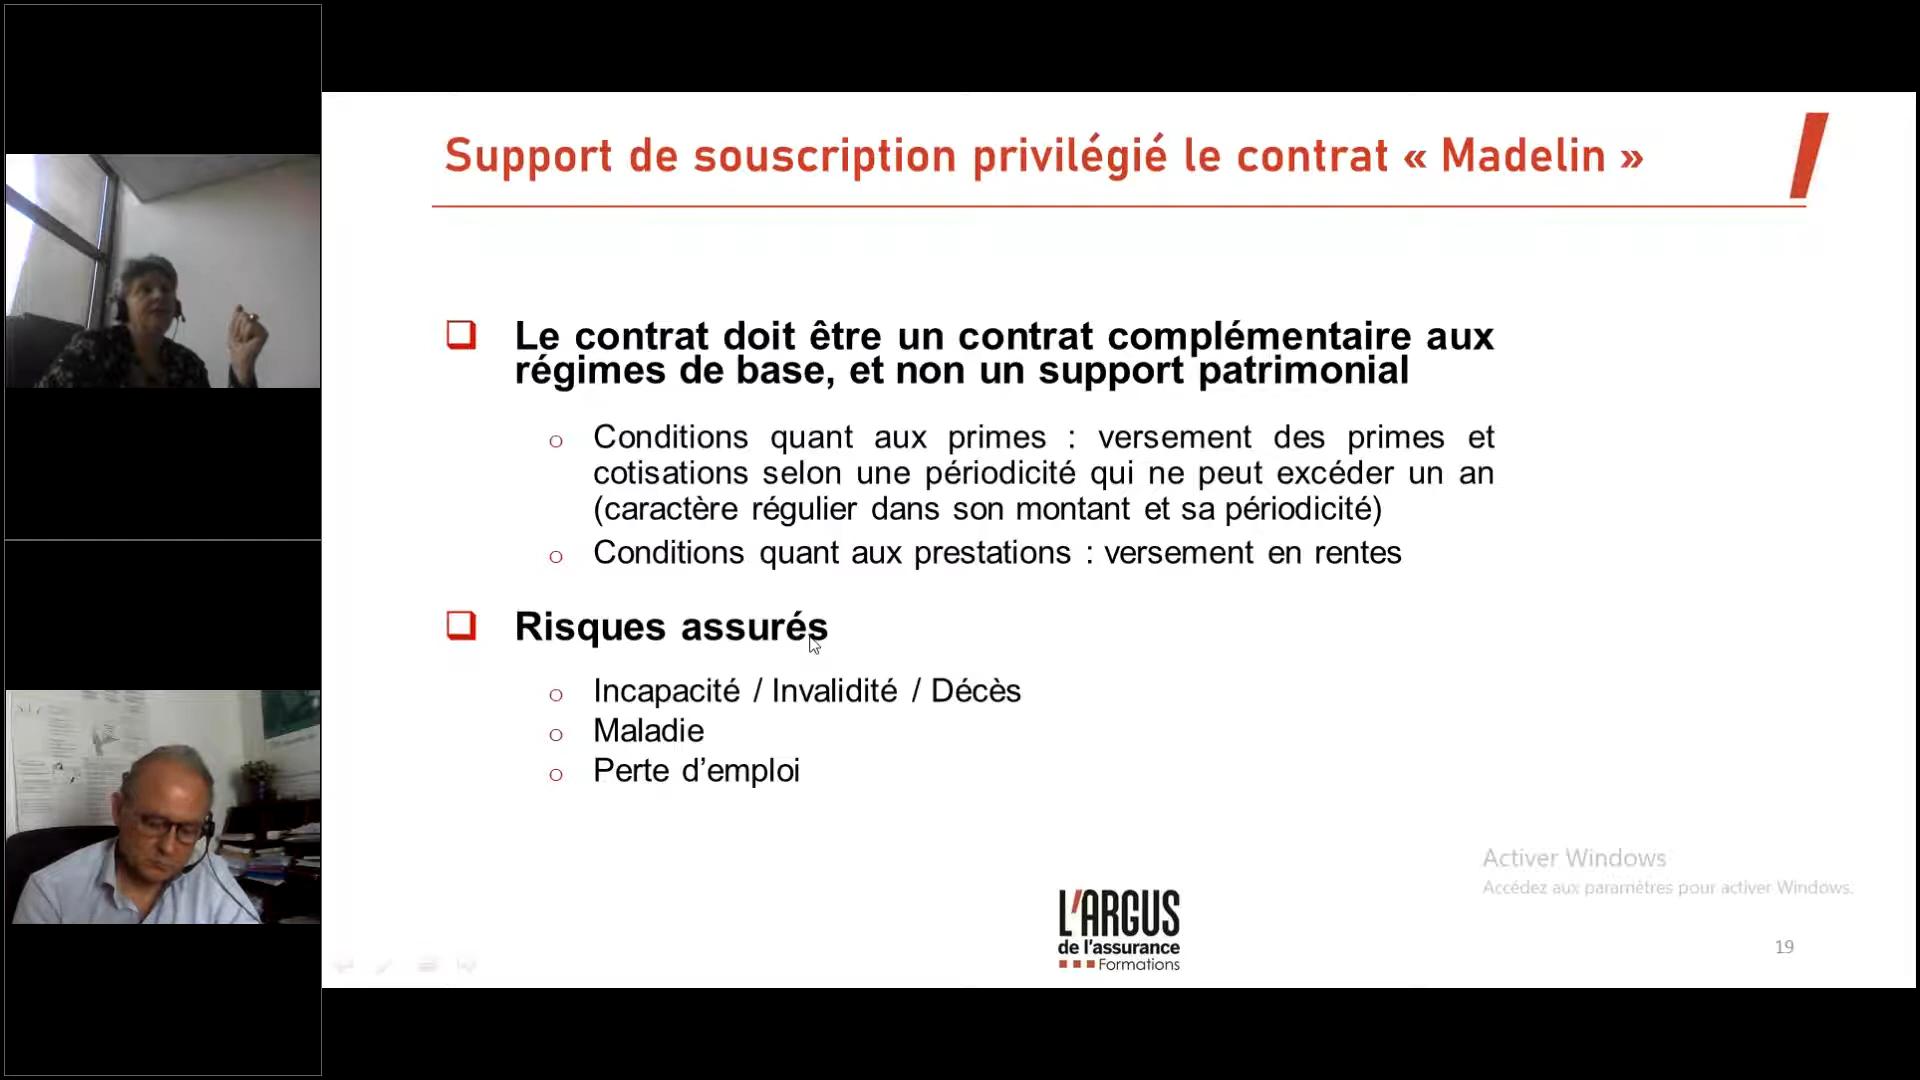 Support de souscription privilégié le contrat « Madelin »
Le contrat doit être un contrat complémentaire aux
régimes de base, et non un support patrimonial
Conditions quant aux primes : versement des primes et
cotisations selon une périodicité qui ne peut excéder un an
(caractère régulier dans son montant et sa périodicité)
Conditions quant aux prestations : versement en rentes
Risques assurés
Incapacité / Invalidité / Décès
Maladie
Perte d’emploi
Activer Windows
Accédez aux paramètres pour activer Windows.
L'ARGUS
de l'assurance
Formations
19